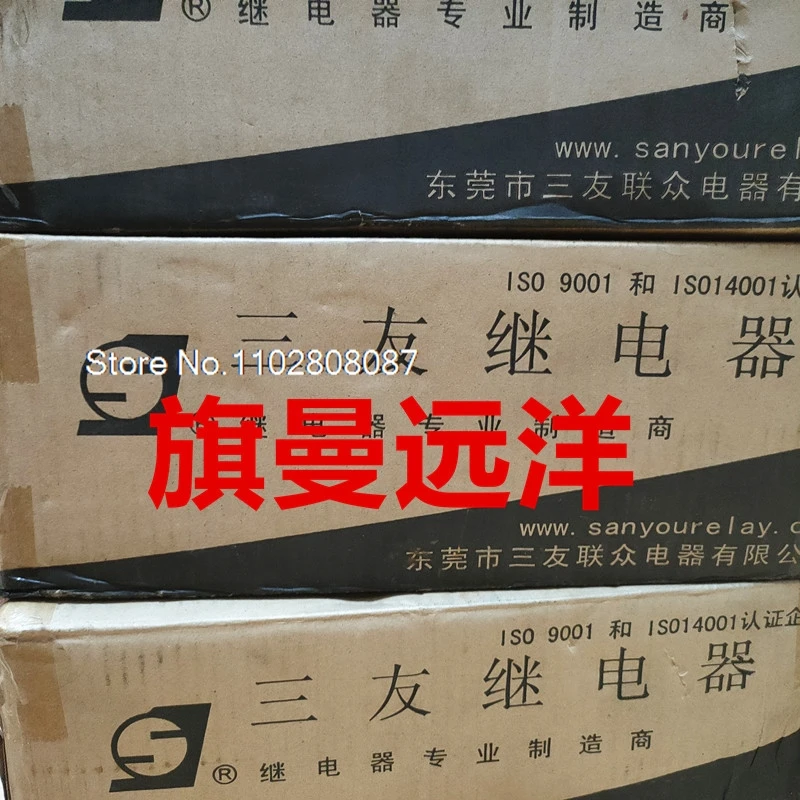 ® 继电器专业制造商
www. sanyourela
东莞市三友联众电器有
ISO 9001 和 ISO14001认
三友继电器
Store No.1102808087
® 继电器专业制造商
旗曼远洋
www. sanyourelay.c
东莞市三友联众电器有限公
ISO 9001 和 ISO14001认证企
三友继电器
® 继电器专业制造商